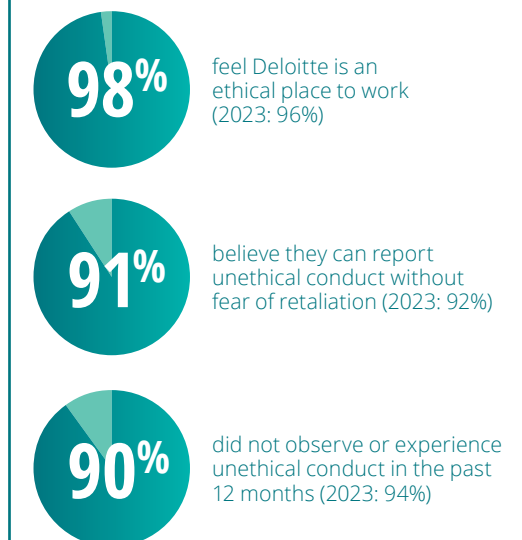 98%
feel Deloitte is an
ethical place to work
(2023: 96%)
91%
believe they can report
unethical conduct without
fear of retaliation (2023: 92%)
90%
did not observe or experience
unethical conduct in the past
12 months (2023: 94%)